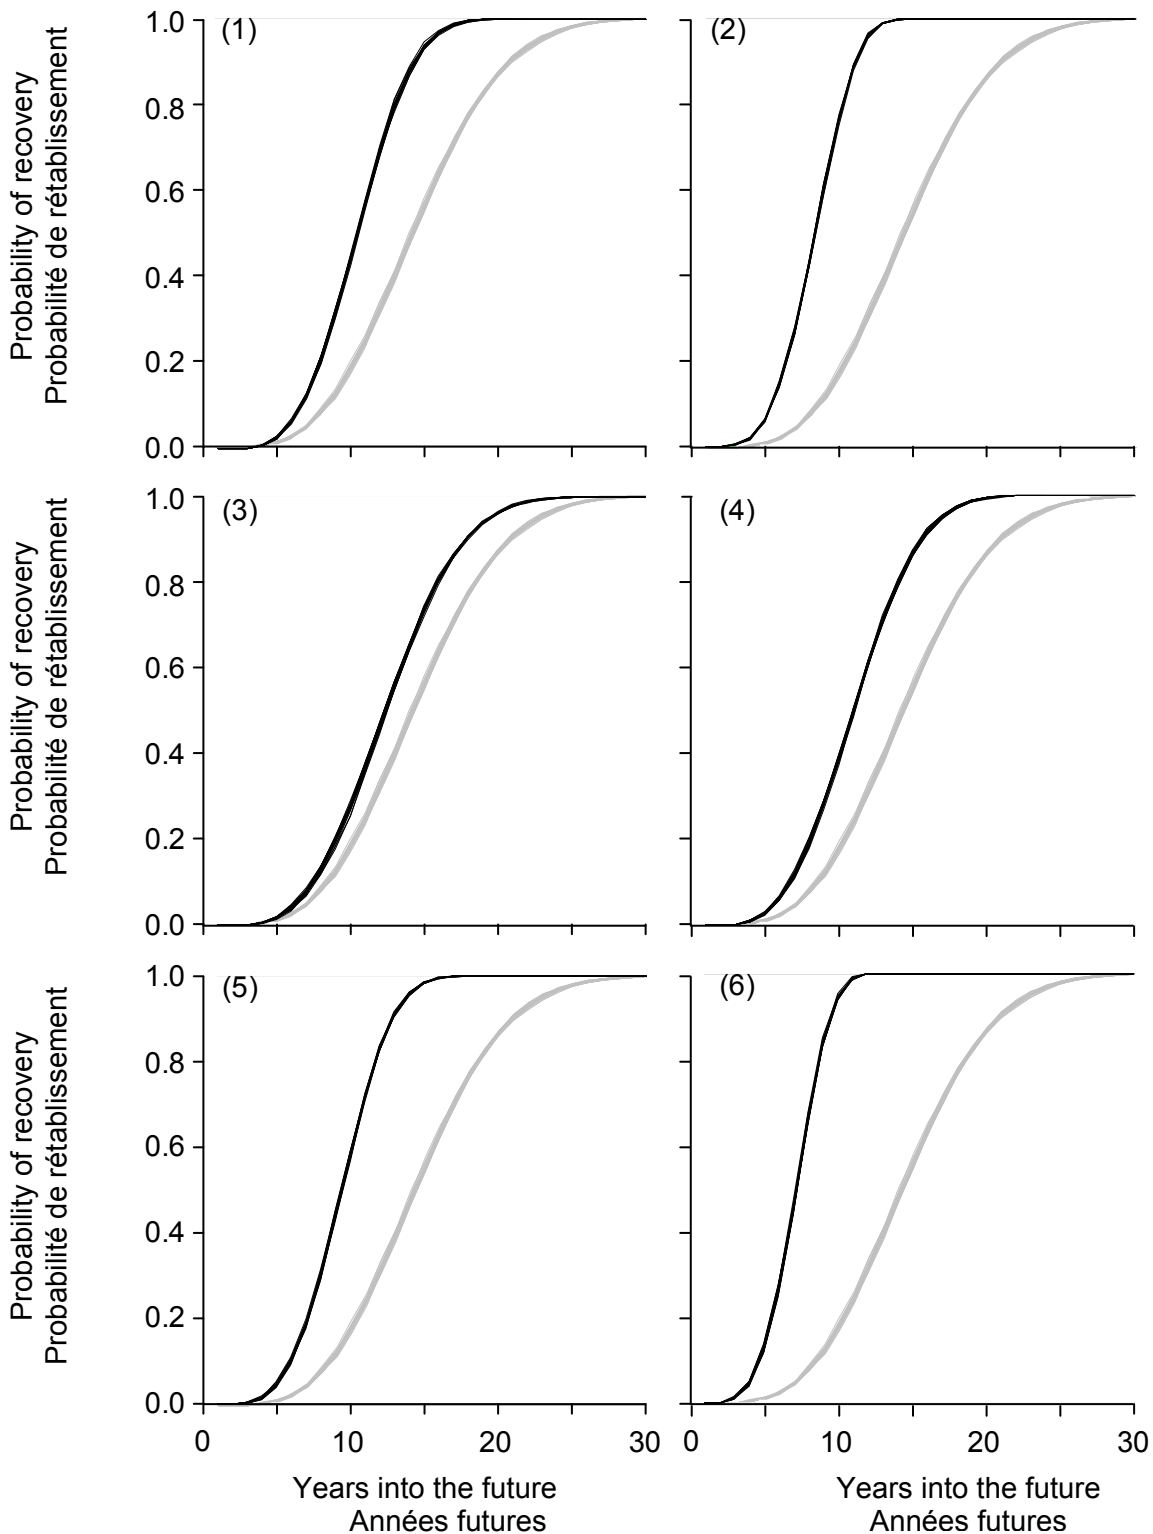 Probability of recovery
Probabilité de rétablissement
1.0
0.8
0.6
0.4
0.2
0.0
(1)
(2)
Probability of recovery
Probabilité de rétablissement
1.0
0.8
0.6
0.4
0.2
0.0
(3)
(4)
Probability of recovery
Probabilité de rétablissement
1.0
0.8
0.6
0.4
0.2
0.0
(5)
(6)
0 10 20 30
0 10 20 30
Years into the future
Années futures
Years into the future
Années futures